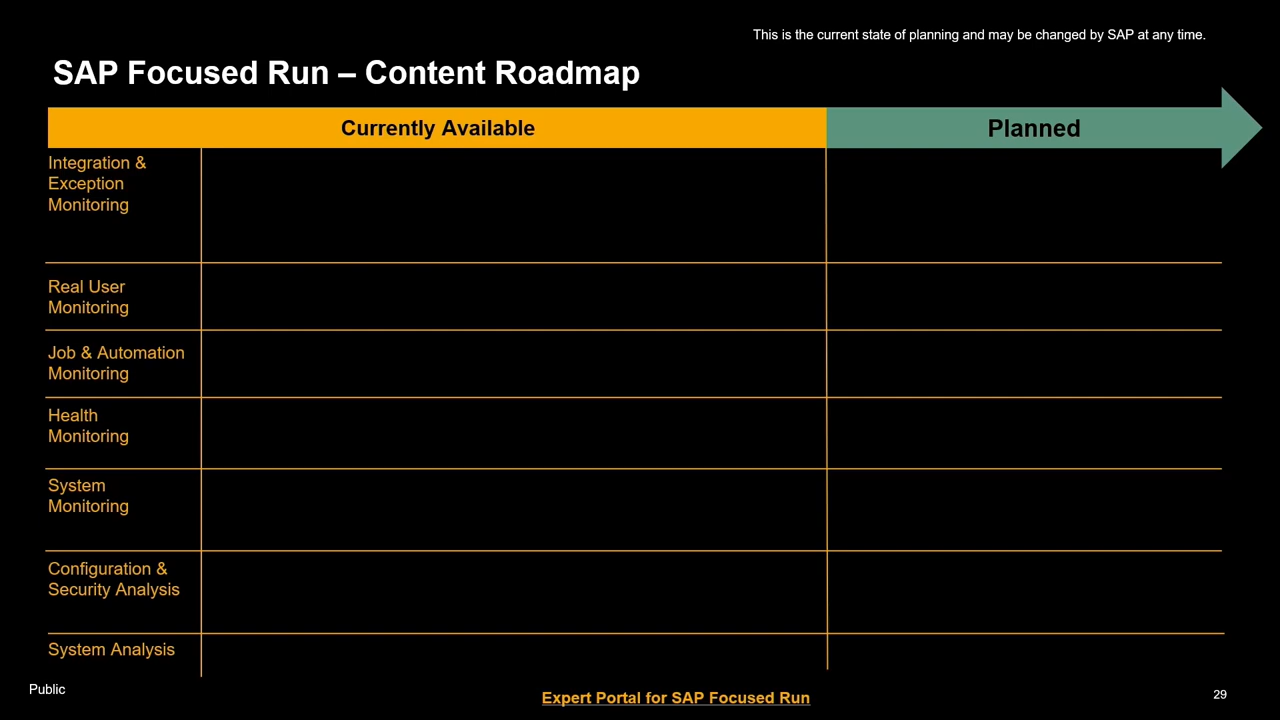 This is the current state of planning and may be changed by SAP at any time.
SAP Focused Run – Content Roadmap
Currently Available
Planned
Integration &
Exception
Monitoring
Real User
Monitoring
Job & Automation
Monitoring
Health
Monitoring
System
Monitoring
Configuration &
Security Analysis
System Analysis
Public
Expert Portal for SAP Focused Run
29